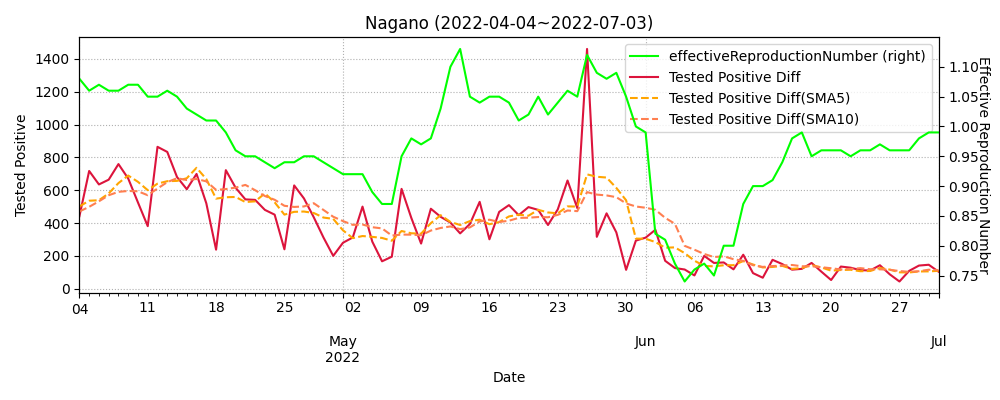 Nagano (2022-04-04~2022-07-03)
effectiveReproductionNumber (right)
Tested Positive Diff
Tested Positive Diff(SMA5)
Tested Positive Diff(SMA10)
Tested Positive
1400
1200
1000
800
600
400
200
0
Effective Reproduction Number
1.10
1.05
1.00
0.95
0.90
0.85
0.80
0.75
04 11 18 25 02 09 16 23 30 06 13 20 27
May Jun Jul
2022
Date